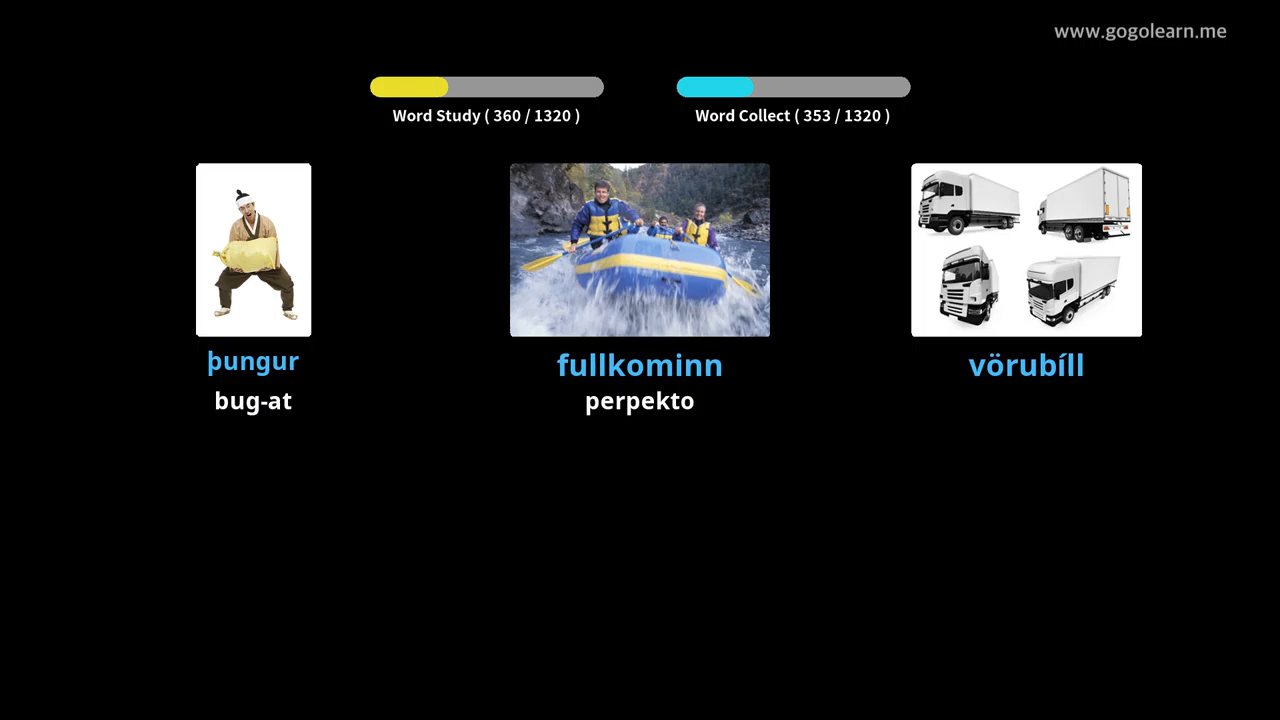 www.gogolearn.me
Word Study ( 360 / 1320 )
Word Collect ( 353 / 1320 )
þungur
fullkominn
vörubíll
bug-at
perpekto